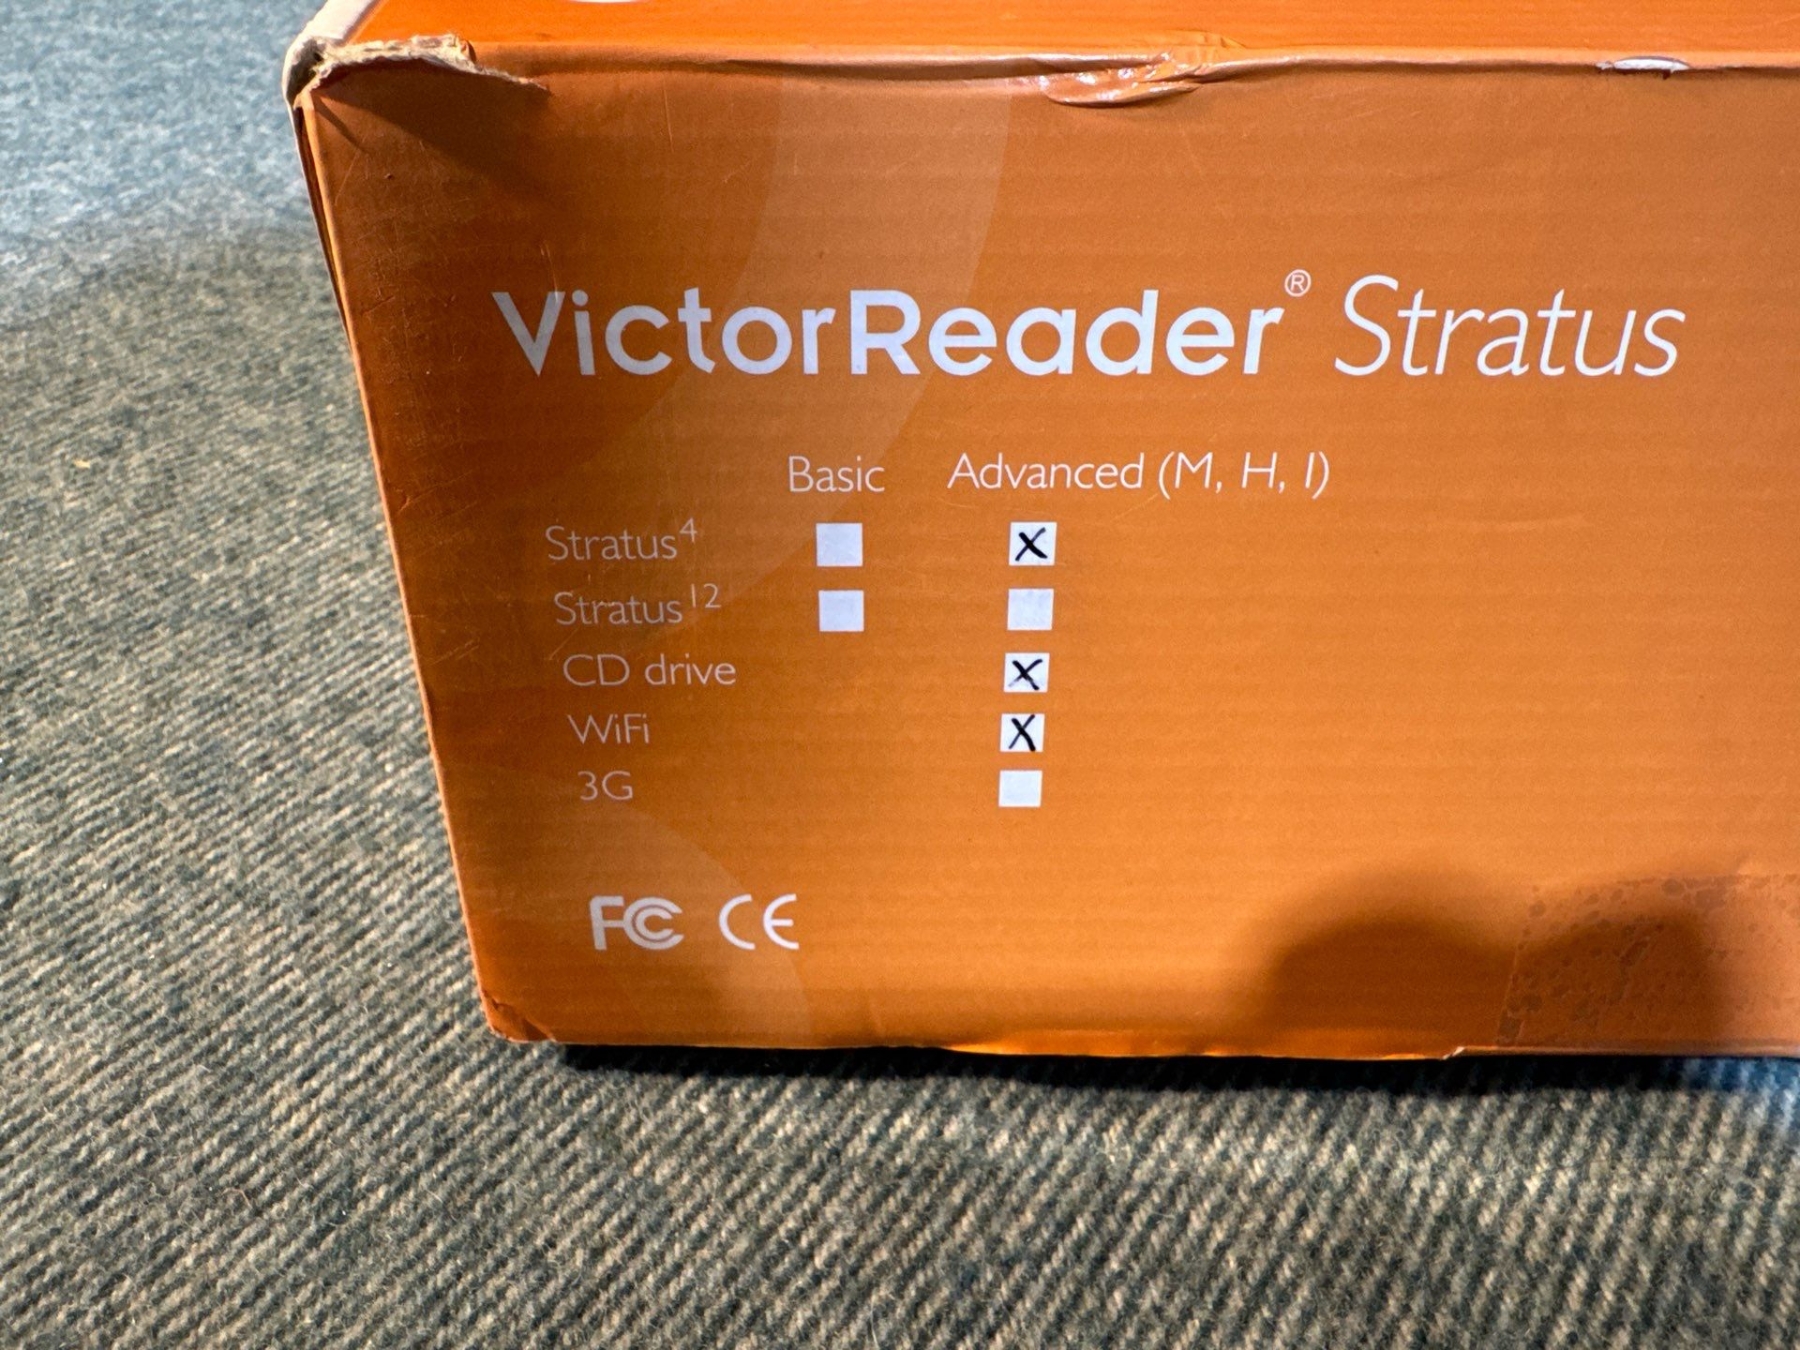 VictorReader® Stratus
Basic Advanced (M, H, I)
Stratus⁴ X
Stratus¹²
CD drive X
WiFi X
3G
FC CE